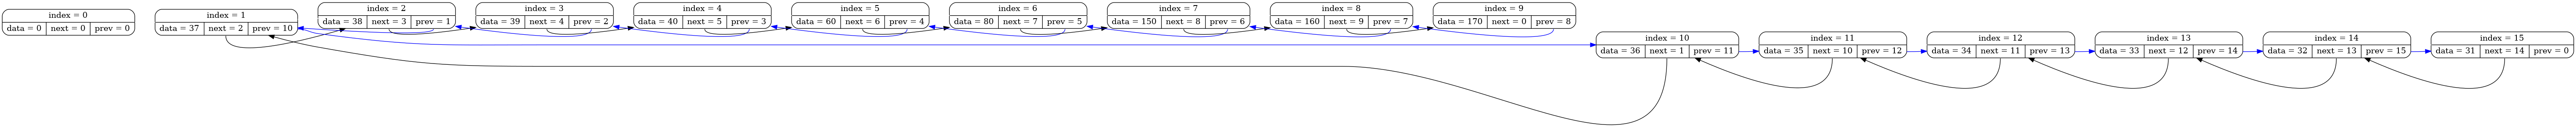 index = 0
data = 0 next = 0 prev = 0
index = 1
data = 37 next = 2 prev = 10
index = 2
data = 38 next = 3 prev = 1
index = 3
data = 39 next = 4 prev = 2
index = 4
data = 40 next = 5 prev = 3
index = 5
data = 60 next = 6 prev = 4
index = 6
data = 80 next = 7 prev = 5
index = 7
data = 150 next = 8 prev = 6
index = 8
data = 160 next = 9 prev = 7
index = 9
data = 170 next = 0 prev = 8
index = 10
data = 36 next = 1 prev = 11
index = 11
data = 35 next = 10 prev = 12
index = 12
data = 34 next = 11 prev = 13
index = 13
data = 33 next = 12 prev = 14
index = 14
data = 32 next = 13 prev = 15
index = 15
data = 31 next = 14 prev = 0